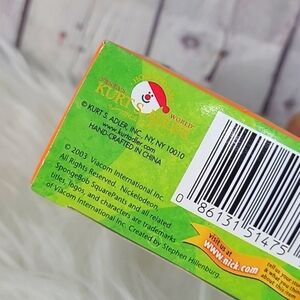 KURT'S
WORLD
© KURT S. ADLER, INC., NY, NY 10010
www.kurtadler.com
HAND-CRAFTED IN CHINA
© 2003 Viacom International Inc.
All Rights Reserved. Nickelodeon,
SpongeBob SquarePants and all related
titles, logos and characters are trademarks
of Viacom International Inc. Created by Stephen Hillenburg.
0 86131 51475
visit us at
www.nick.com